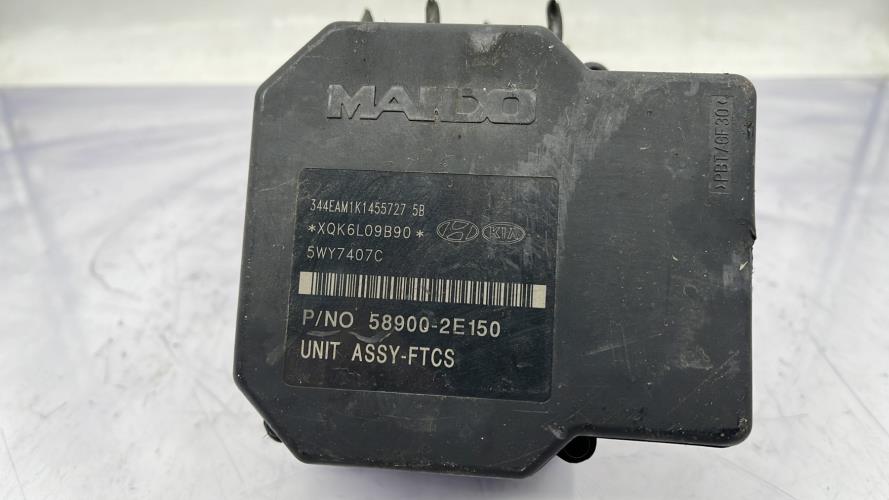 MANDO
>PBT/GF30<
344EAM1K1455727 5B
*XQK6L09B90*
KIA
5WY7407C
P/NO 58900-2E150
UNIT ASSY-FTCS